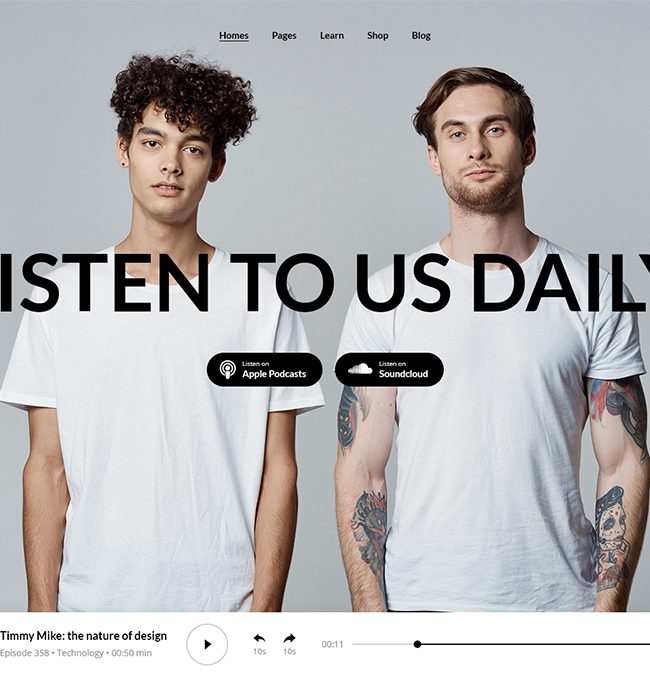 Homes Pages Learn Shop Blog
ISTEN TO US DAILY
Listen on
Apple Podcasts
Listen on
Soundcloud
Timmy Mike: the nature of design
Episode 358 • Technology • 00:50 min
10s 10s
00:11